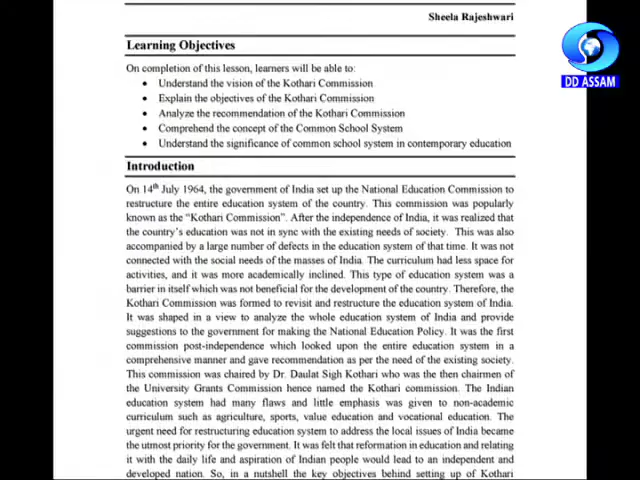 Sheela Rajeshwari
DD ASSAM
Learning Objectives
On completion of this lesson, learners will be able to:
• Understand the vision of the Kothari Commission
• Explain the objectives of the Kothari Commission
• Analyze the recommendation of the Kothari Commission
• Comprehend the concept of the Common School System
• Understand the significance of common school system in contemporary education
Introduction
On 14th July 1964, the government of India set up the National Education Commission to
restructure the entire education system of the country. This commission was popularly
known as the “Kothari Commission”. After the independence of India, it was realized that
the country’s education was not in sync with the existing needs of society. This was also
accompanied by a large number of defects in the education system of that time. It was not
connected with the social needs of the masses of India. The curriculum had less space for
activities, and it was more academically inclined. This type of education system was a
barrier in itself which was not beneficial for the development of the country. Therefore, the
Kothari Commission was formed to revisit and restructure the education system of India.
It was shaped in a view to analyze the whole education system of India and provide
suggestions to the government for making the National Education Policy. It was the first
commission post-independence which looked upon the entire education system in a
comprehensive manner and gave recommendation as per the need of the existing society.
This commission was chaired by Dr. Daulat Sigh Kothari who was the then chairmen of
the University Grants Commission hence named the Kothari commission. The Indian
education system had many flaws and little emphasis was given to non-academic
curriculum such as agriculture, sports, value education and vocational education. The
urgent need for restructuring education system to address the local issues of India became
the utmost priority for the government. It was felt that reformation in education and relating
it with the daily life and aspiration of Indian people would lead to an independent and
developed nation. So, in a nutshell the key objectives behind setting up of Kothari